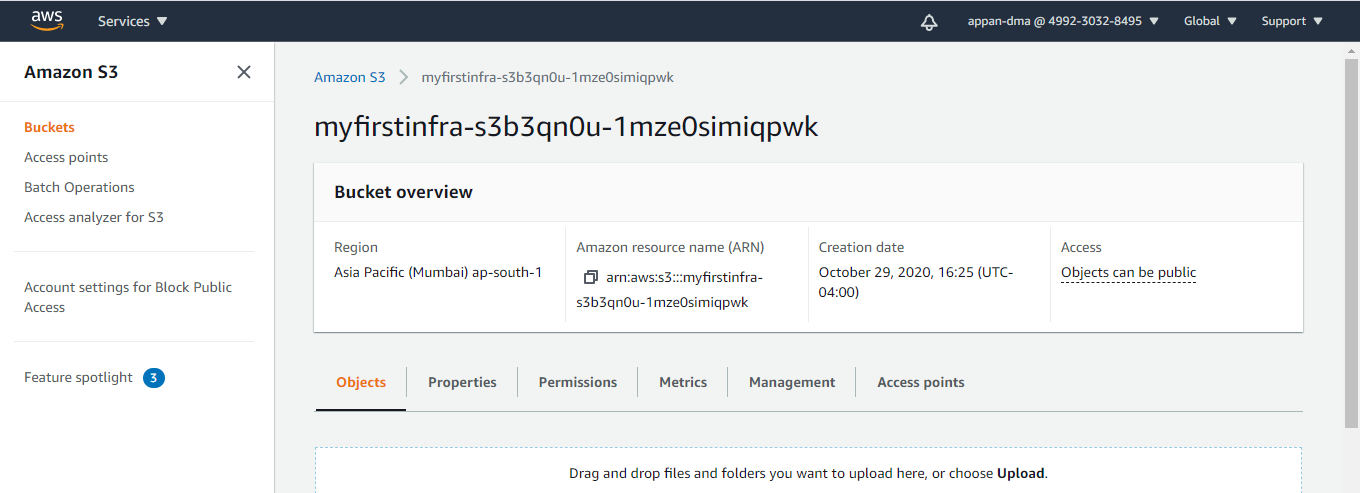 aws
Services
appan-dma @ 4992-3032-8495
Global
Support
Amazon S3
Buckets
Access points
Batch Operations
Access analyzer for S3
Account settings for Block Public
Access
Feature spotlight 3
Amazon S3 myfirstinfra-s3b3qn0u-1mze0simiqpwk
myfirstinfra-s3b3qn0u-1mze0simiqpwk
Bucket overview
Region
Asia Pacific (Mumbai) ap-south-1
Amazon resource name (ARN)
arn:aws:s3:::myfirstinfra-
s3b3qn0u-1mze0simiqpwk
Creation date
October 29, 2020, 16:25 (UTC-
04:00)
Access
Objects can be public
Objects
Properties
Permissions
Metrics
Management
Access points
Drag and drop files and folders you want to upload here, or choose Upload.